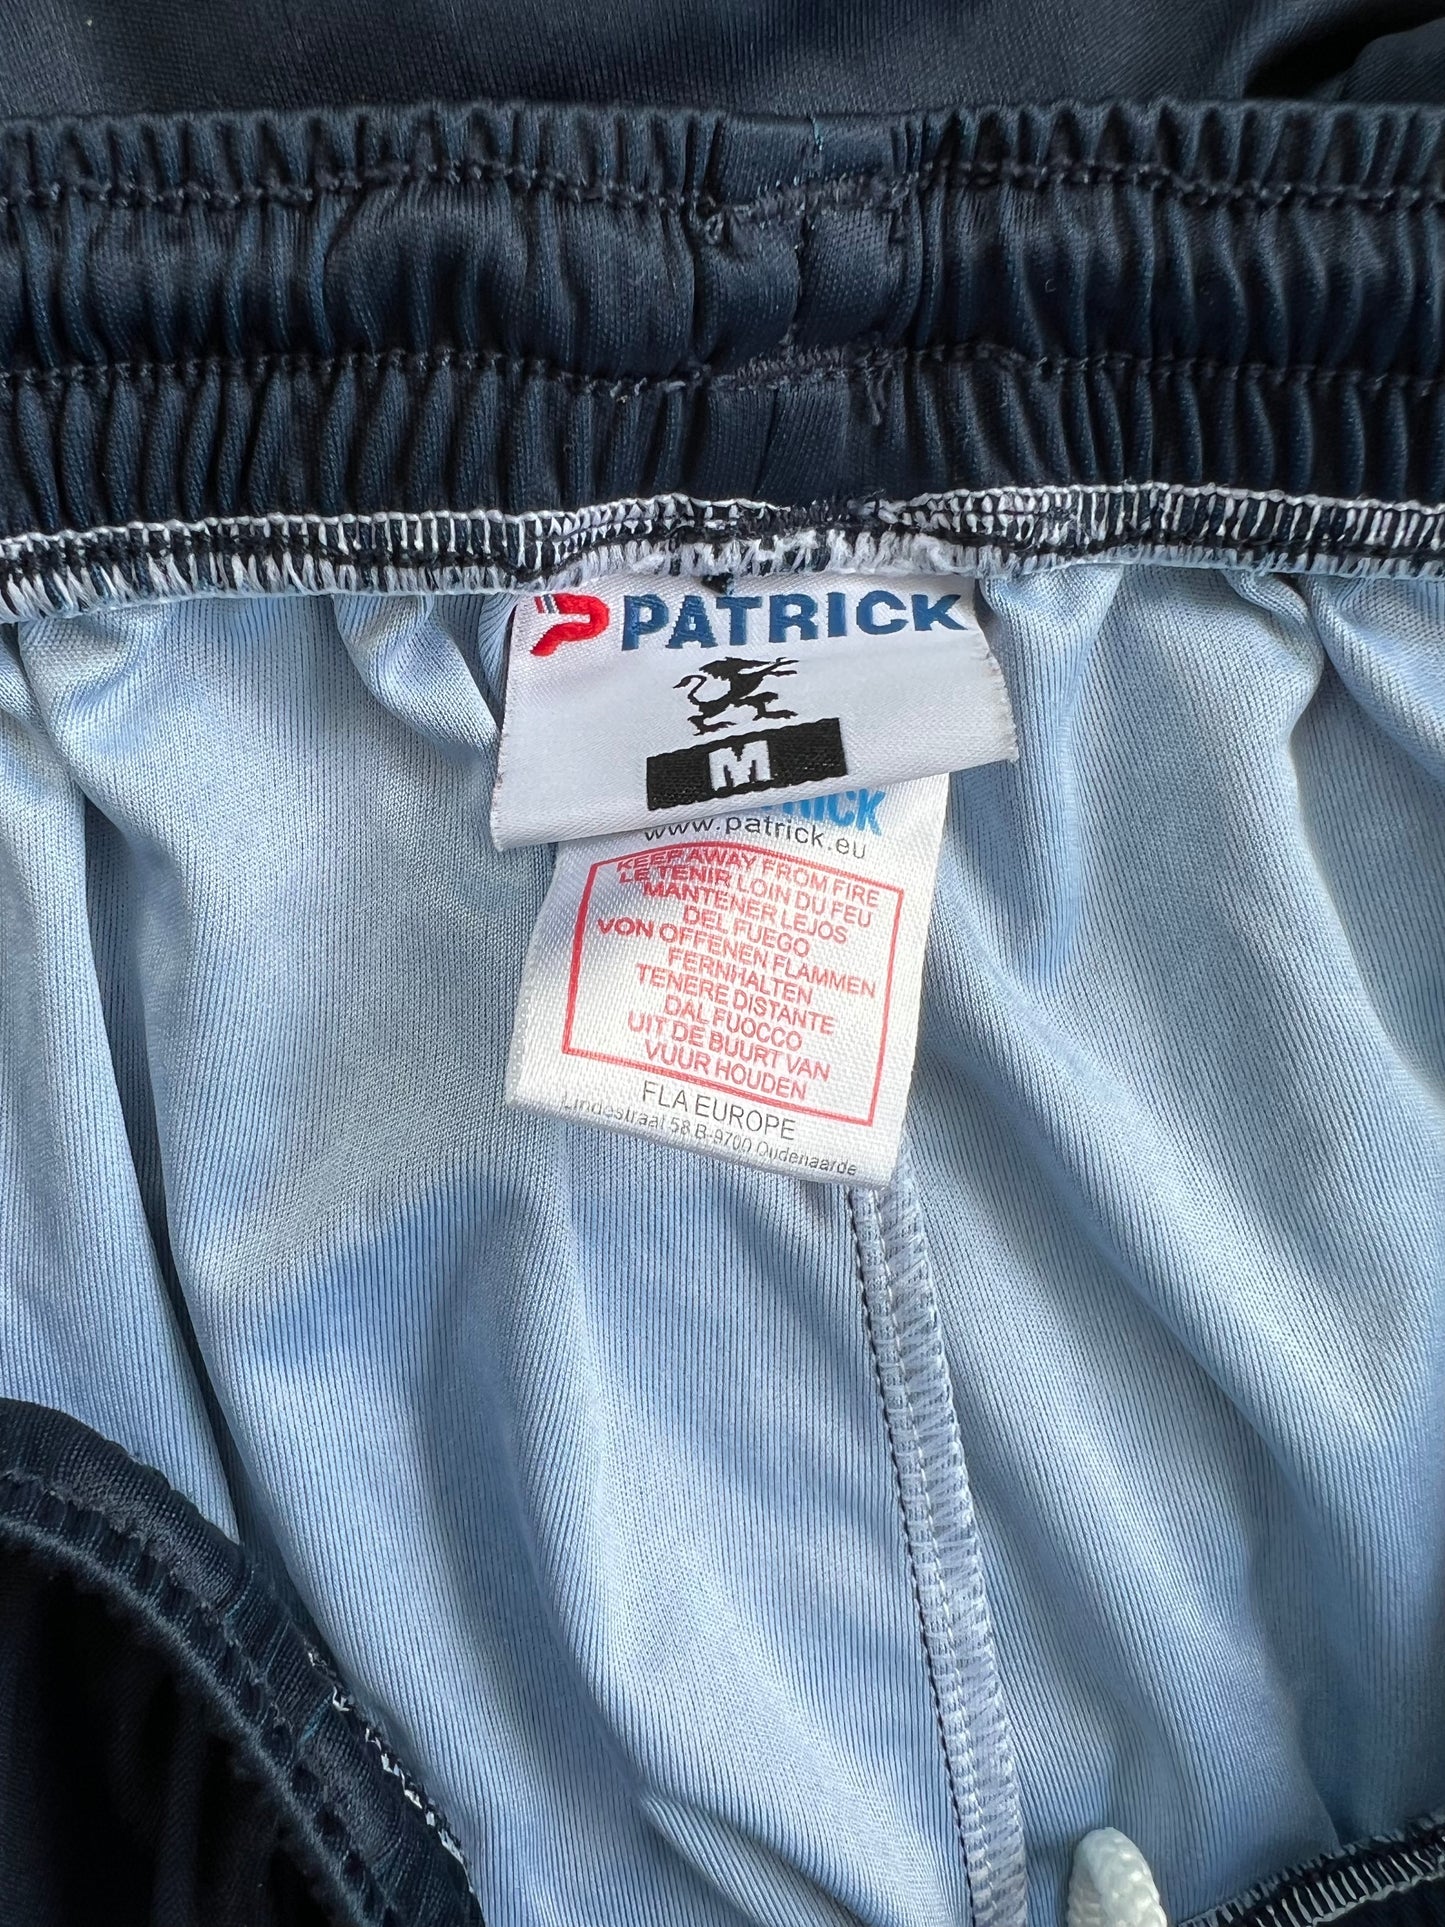 PATRICK
M
RICK
www.patrick.eu
KEEP AWAY FROM FIRE
LE TENIR LOIN DU FEU
MANTENER LEJOS
DEL FUEGO
VON OFFENEN FLAMMEN
FERNHALTEN
TENERE DISTANTE
DAL FUOCCO
UIT DE BUURT VAN
VUUR HOUDEN
FLA EUROPE
Lindestraat 58 B-9700 Oudenaarde